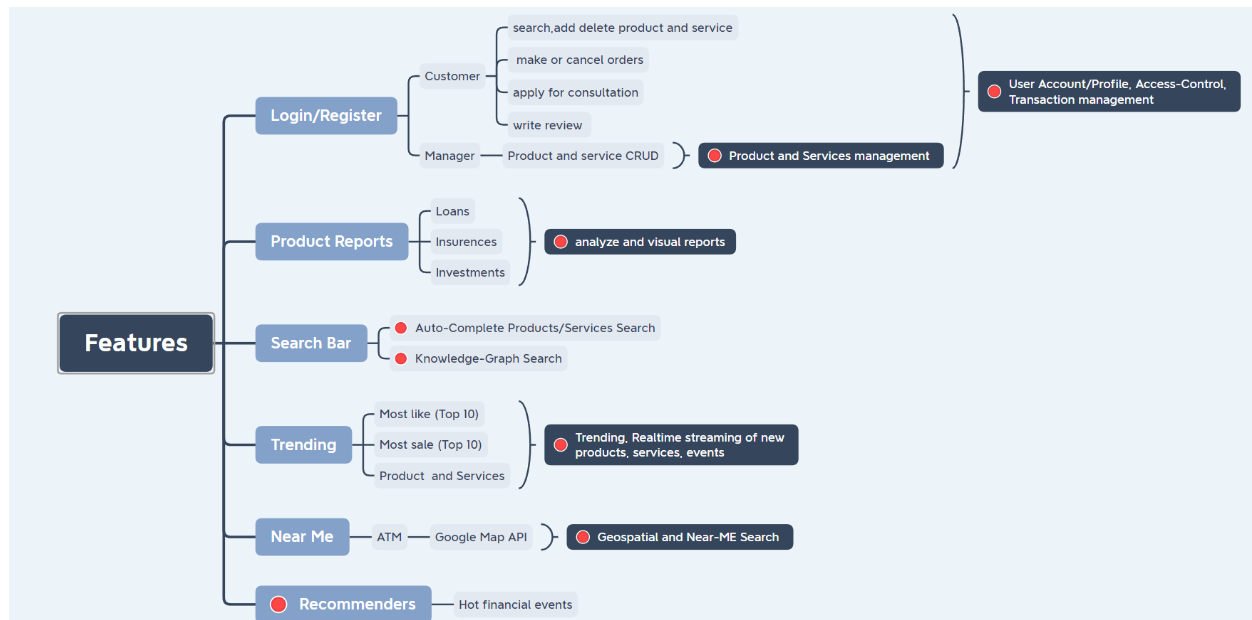 Features
Login/Register
Customer
search,add delete product and service
make or cancel orders
apply for consultation
write review
Manager
Product and service CRUD
Product and Services management
User Account/Profile, Access-Control,
Transaction management
Product Reports
Loans
Insurences
Investments
analyze and visual reports
Search Bar
Auto-Complete Products/Services Search
Knowledge-Graph Search
Trending
Most like (Top 10)
Most sale (Top 10)
Product and Services
Trending, Realtime streaming of new
products, services, events
Near Me
ATM
Google Map API
Geospatial and Near-ME Search
Recommenders
Hot financial events